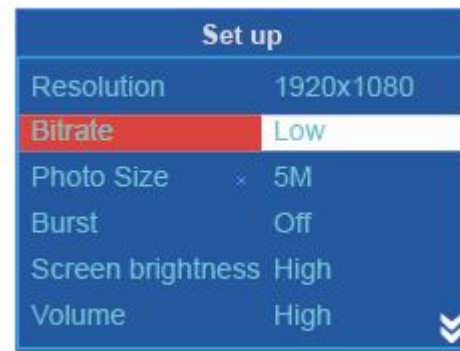 Set up
Resolution 1920x1080
Bitrate Low
Photo Size 5M
Burst Off
Screen brightness High
Volume High